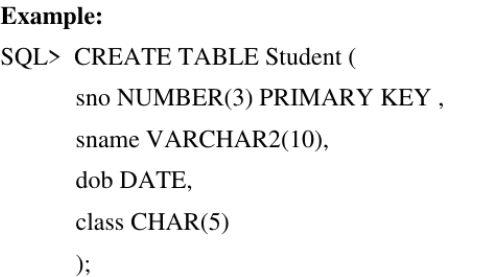 Example:
SQL> CREATE TABLE Student (
sno NUMBER(3) PRIMARY KEY ,
sname VARCHAR2(10),
dob DATE,
class CHAR(5)
);